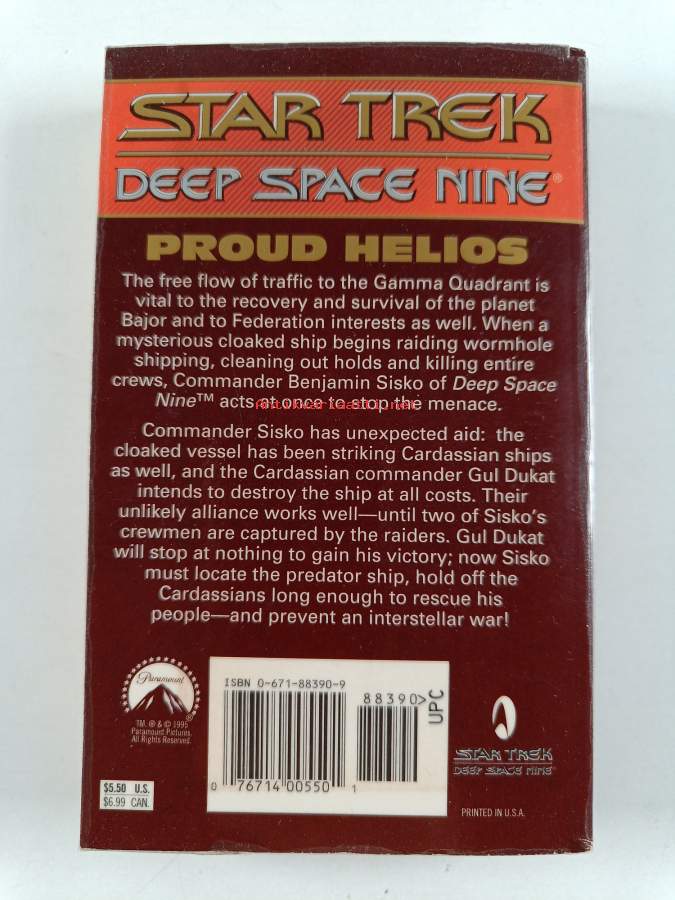 STAR TREK
DEEP SPACE NINE®
PROUD HELIOS
The free flow of traffic to the Gamma Quadrant is
vital to the recovery and survival of the planet
Bajor and to Federation interests as well. When a
mysterious cloaked ship begins raiding wormhole
shipping, cleaning out holds and killing entire
crews, Commander Benjamin Sisko of Deep Space
Nine™ acts at once to stop the menace.
Antikvariaatti.net
Commander Sisko has unexpected aid: the
cloaked vessel has been striking Cardassian ships
as well, and the Cardassian commander Gul Dukat
intends to destroy the ship at all costs. Their
unlikely alliance works well—until two of Sisko's
crewmen are captured by the raiders. Gul Dukat
will stop at nothing to gain his victory; now Sisko
must locate the predator ship, hold off the
Cardassians long enough to rescue his
people—and prevent an interstellar war!
Paramount
TM, ® & © 1995
Paramount Pictures.
All Rights Reserved.
$5.50 U.S.
$6.99 CAN.
ISBN 0-671-88390-9
88390>
0 76714 00550 1
UPC
STAR TREK
DEEP SPACE NINE®
PRINTED IN U.S.A.